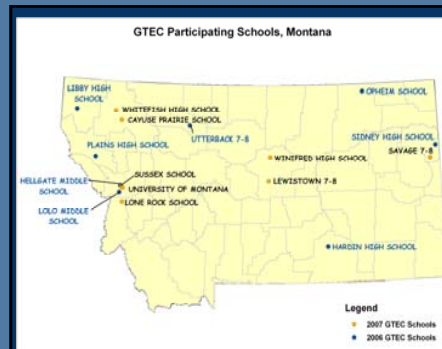 GTEC Participating Schools, Montana
LIBBY HIGH
SCHOOL
OPHEIM SCHOOL
WHITEFISH HIGH SCHOOL
CAYUSE PRAIRIE SCHOOL
UTTERBACK 7-8
SIDNEY HIGH SCHOOL
SAVAGE 7-8
PLAINS HIGH SCHOOL
WINIFRED HIGH SCHOOL
SUSSEX SCHOOL
HELLGATE MIDDLE
SCHOOL
LEWISTOWN 7-8
UNIVERSITY OF MONTANA
LOLO MIDDLE
SCHOOL
LONE ROCK SCHOOL
HARDIN HIGH SCHOOL
Legend
2007 GTEC Schools
2006 GTEC Schools